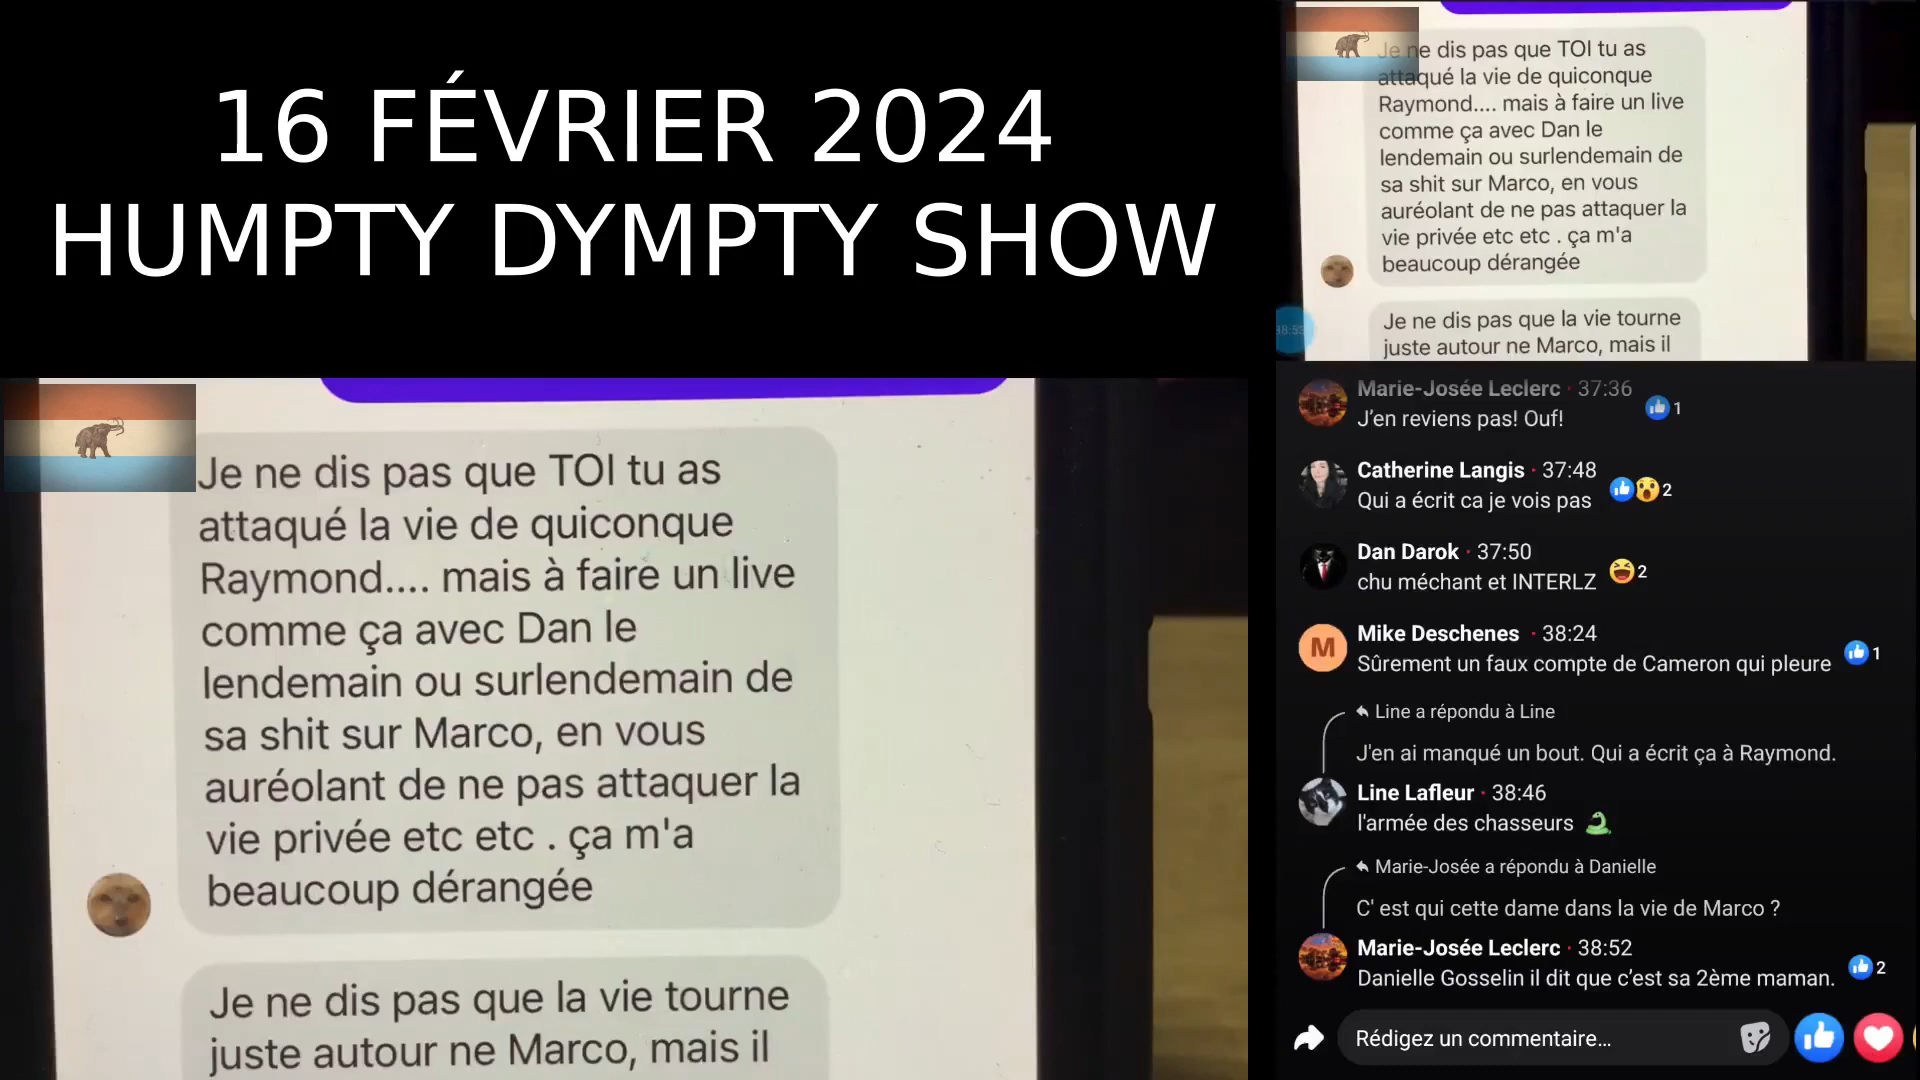 16 FÉVRIER 2024
HUMPTY DYMPTY SHOW
Je ne dis pas que TOI tu as
attaqué la vie de quiconque
Raymond.... mais à faire un live
comme ça avec Dan le
lendemain ou surlendemain de
sa shit sur Marco, en vous
auréolant de ne pas attaquer la
vie privée etc etc . ça m'a
beaucoup dérangée
Je ne dis pas que la vie tourne
juste autour ne Marco, mais il
Je ne dis pas que TOI tu as
attaqué la vie de quiconque
Raymond.... mais à faire un live
comme ça avec Dan le
lendemain ou surlendemain de
sa shit sur Marco, en vous
auréolant de ne pas attaquer la
vie privée etc etc . ça m'a
beaucoup dérangée
Je ne dis pas que la vie tourne
juste autour ne Marco, mais il
Marie-Josée Leclerc · 37:36
J'en reviens pas! Ouf!
1
Catherine Langis · 37:48
Qui a écrit ca je vois pas
2
Dan Darok · 37:50
chu méchant et INTERLZ
2
M
Mike Deschenes · 38:24
Sûrement un faux compte de Cameron qui pleure
1
Line a répondu à Line
J'en ai manqué un bout. Qui a écrit ça à Raymond.
Line Lafleur · 38:46
l'armée des chasseurs
Marie-Josée a répondu à Danielle
C' est qui cette dame dans la vie de Marco ?
Marie-Josée Leclerc · 38:52
Danielle Gosselin il dit que c'est sa 2ème maman.
2
Rédigez un commentaire...